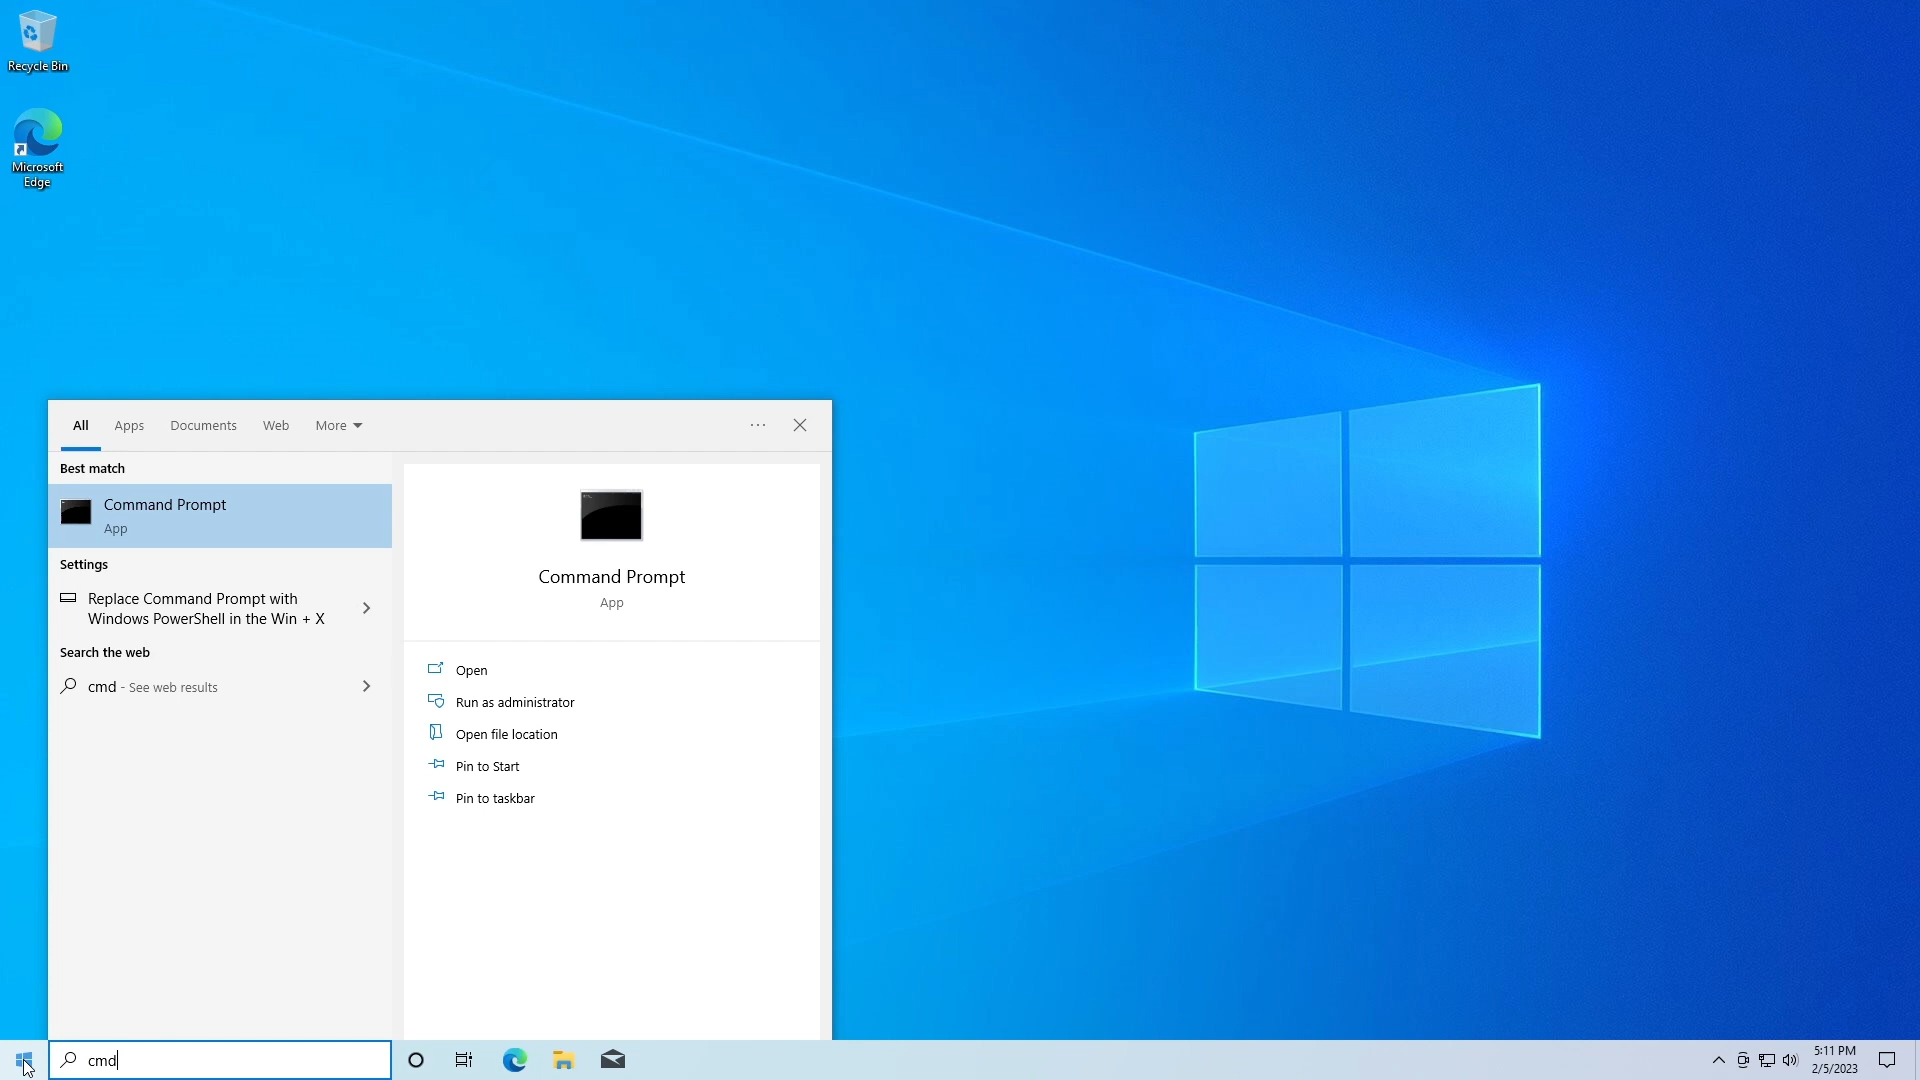 Recycle Bin
Microsoft
Edge
All Apps Documents Web More
Best match
Command Prompt
App
Settings
Replace Command Prompt with
Windows PowerShell in the Win + X
Search the web
cmd - See web results
Command Prompt
App
Open
Run as administrator
Open file location
Pin to Start
Pin to taskbar
cmd
5:11 PM
2/5/2023